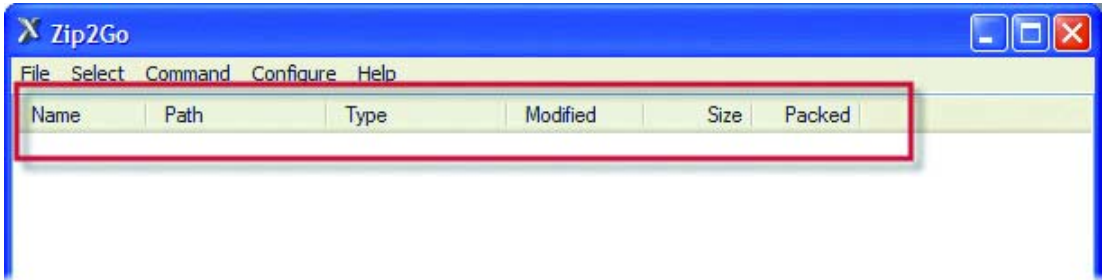 Zip2Go
File Select Command Configure Help
Name Path Type Modified Size Packed